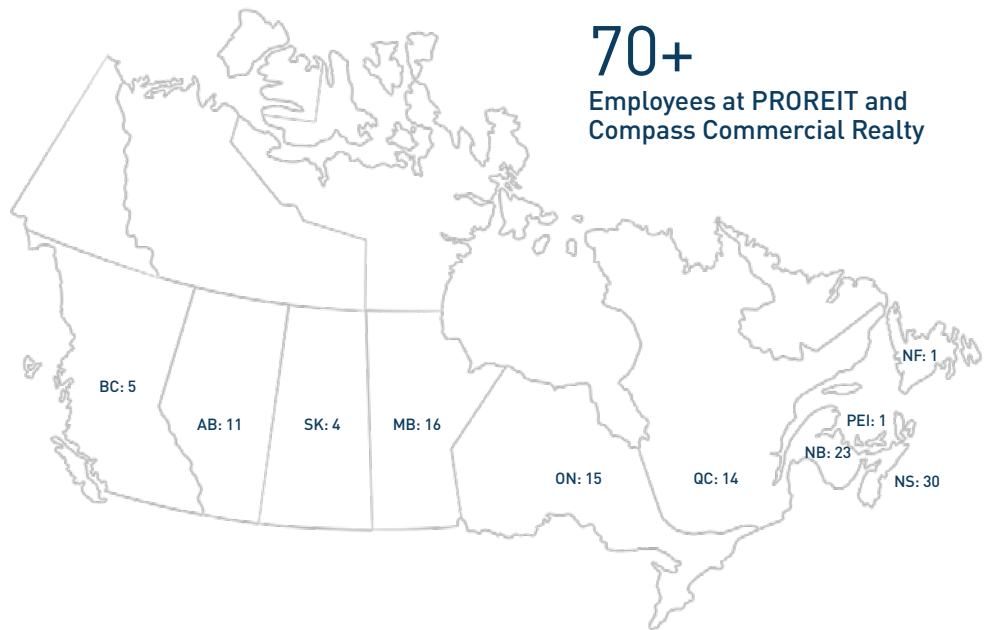 70+
Employees at PROREIT and
Compass Commercial Realty
NF: 1
BC: 5
PEI: 1
AB: 11
SK: 4
MB: 16
NB: 23
ON: 15
QC: 14
NS: 30